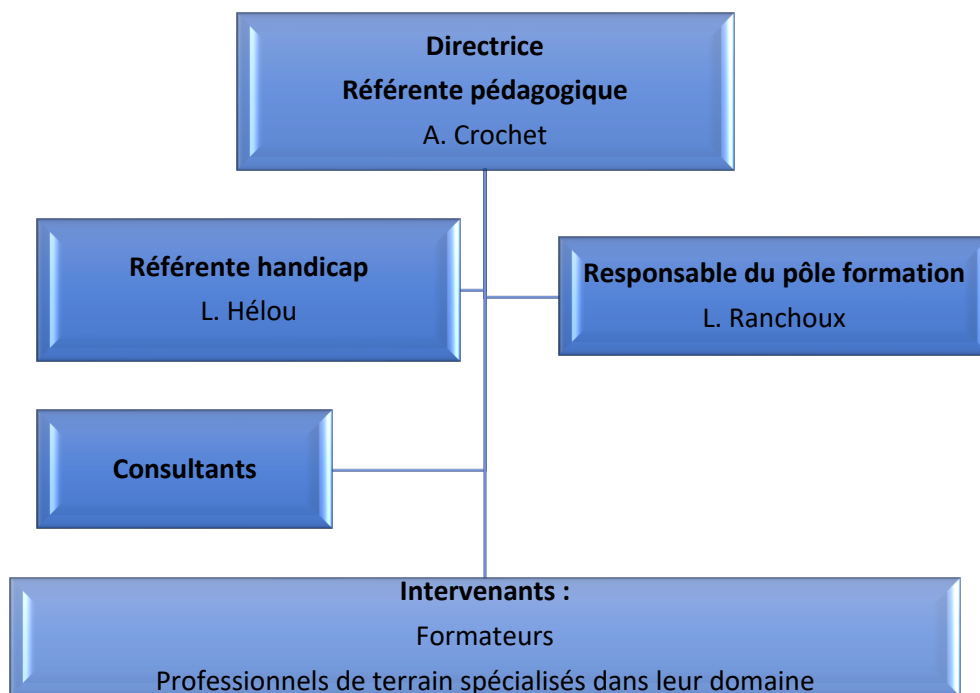 Directrice
Référente pédagogique
A. Crochet
Référente handicap
L. Hélou
Responsable du pôle formation
L. Ranchoux
Consultants
Intervenants :
Formateurs
Professionnels de terrain spécialisés dans leur domaine